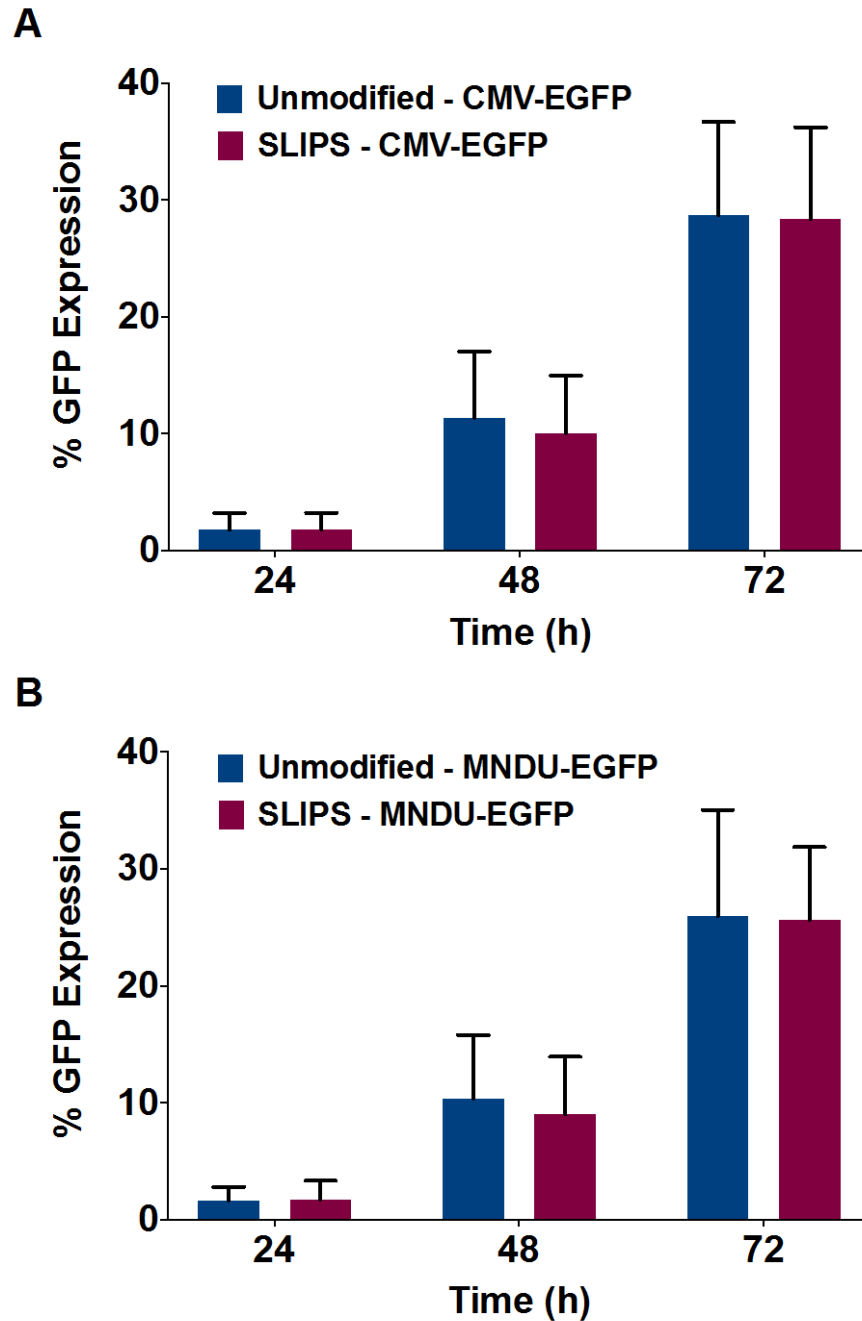 A
40
30
20
10
0
% GFP Expression
Unmodified - CMV-EGFP
SLIPS - CMV-EGFP
24 48 72
Time (h)
B
40
30
20
10
0
% GFP Expression
Unmodified - MNDU-EGFP
SLIPS - MNDU-EGFP
24 48 72
Time (h)